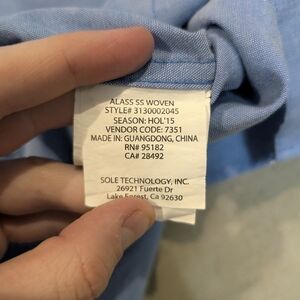 ALASS SS WOVEN
STYLE# 3130002045
SEASON: HOL'15
VENDOR CODE: 7351
MADE IN: GUANGDONG, CHINA
RN# 95182
CA# 28492
SOLE TECHNOLOGY, INC.
26921 Fuerte Dr
Lake Forest, Ca 92630